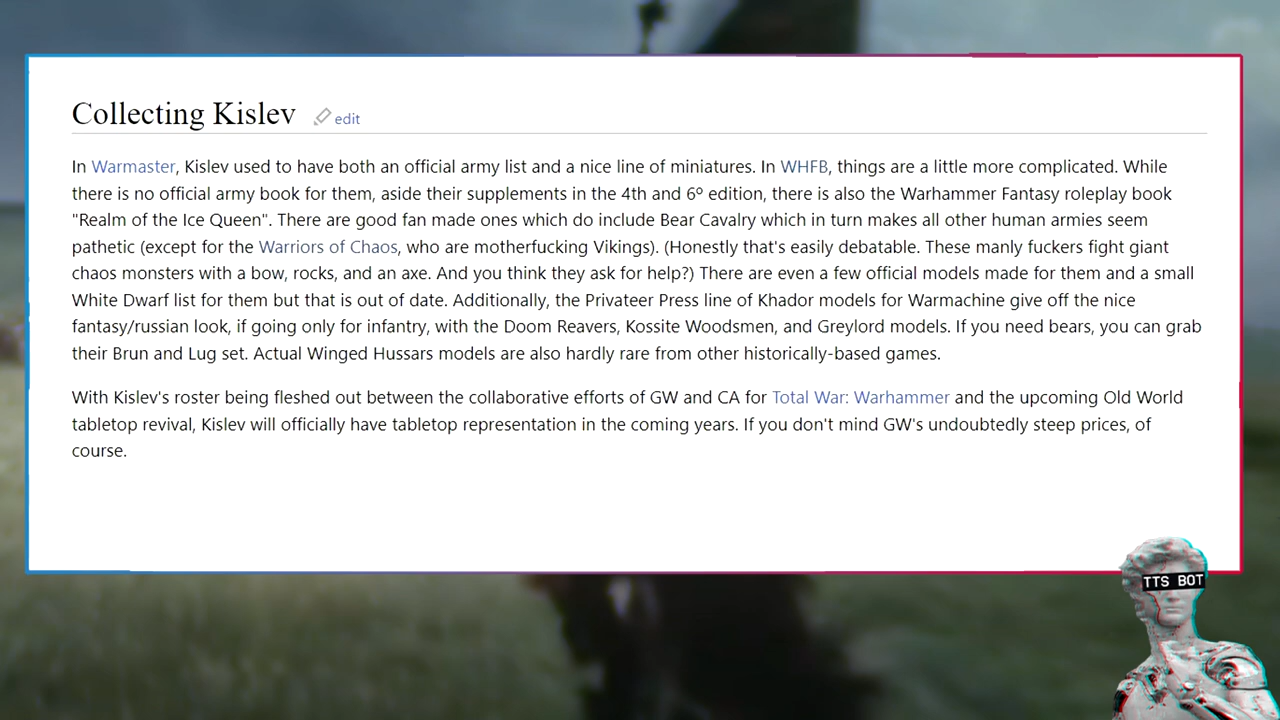 Collecting Kislev edit
In Warmaster, Kislev used to have both an official army list and a nice line of miniatures. In WHFB, things are a little more complicated. While
there is no official army book for them, aside their supplements in the 4th and 6º edition, there is also the Warhammer Fantasy roleplay book
"Realm of the Ice Queen". There are good fan made ones which do include Bear Cavalry which in turn makes all other human armies seem
pathetic (except for the Warriors of Chaos, who are motherfucking Vikings). (Honestly that's easily debatable. These manly fuckers fight giant
chaos monsters with a bow, rocks, and an axe. And you think they ask for help?) There are even a few official models made for them and a small
White Dwarf list for them but that is out of date. Additionally, the Privateer Press line of Khador models for Warmachine give off the nice
fantasy/russian look, if going only for infantry, with the Doom Reavers, Kossite Woodsmen, and Greylord models. If you need bears, you can grab
their Brun and Lug set. Actual Winged Hussars models are also hardly rare from other historically-based games.
With Kislev's roster being fleshed out between the collaborative efforts of GW and CA for Total War: Warhammer and the upcoming Old World
tabletop revival, Kislev will officially have tabletop representation in the coming years. If you don't mind GW's undoubtedly steep prices, of
course.
TTS BOT